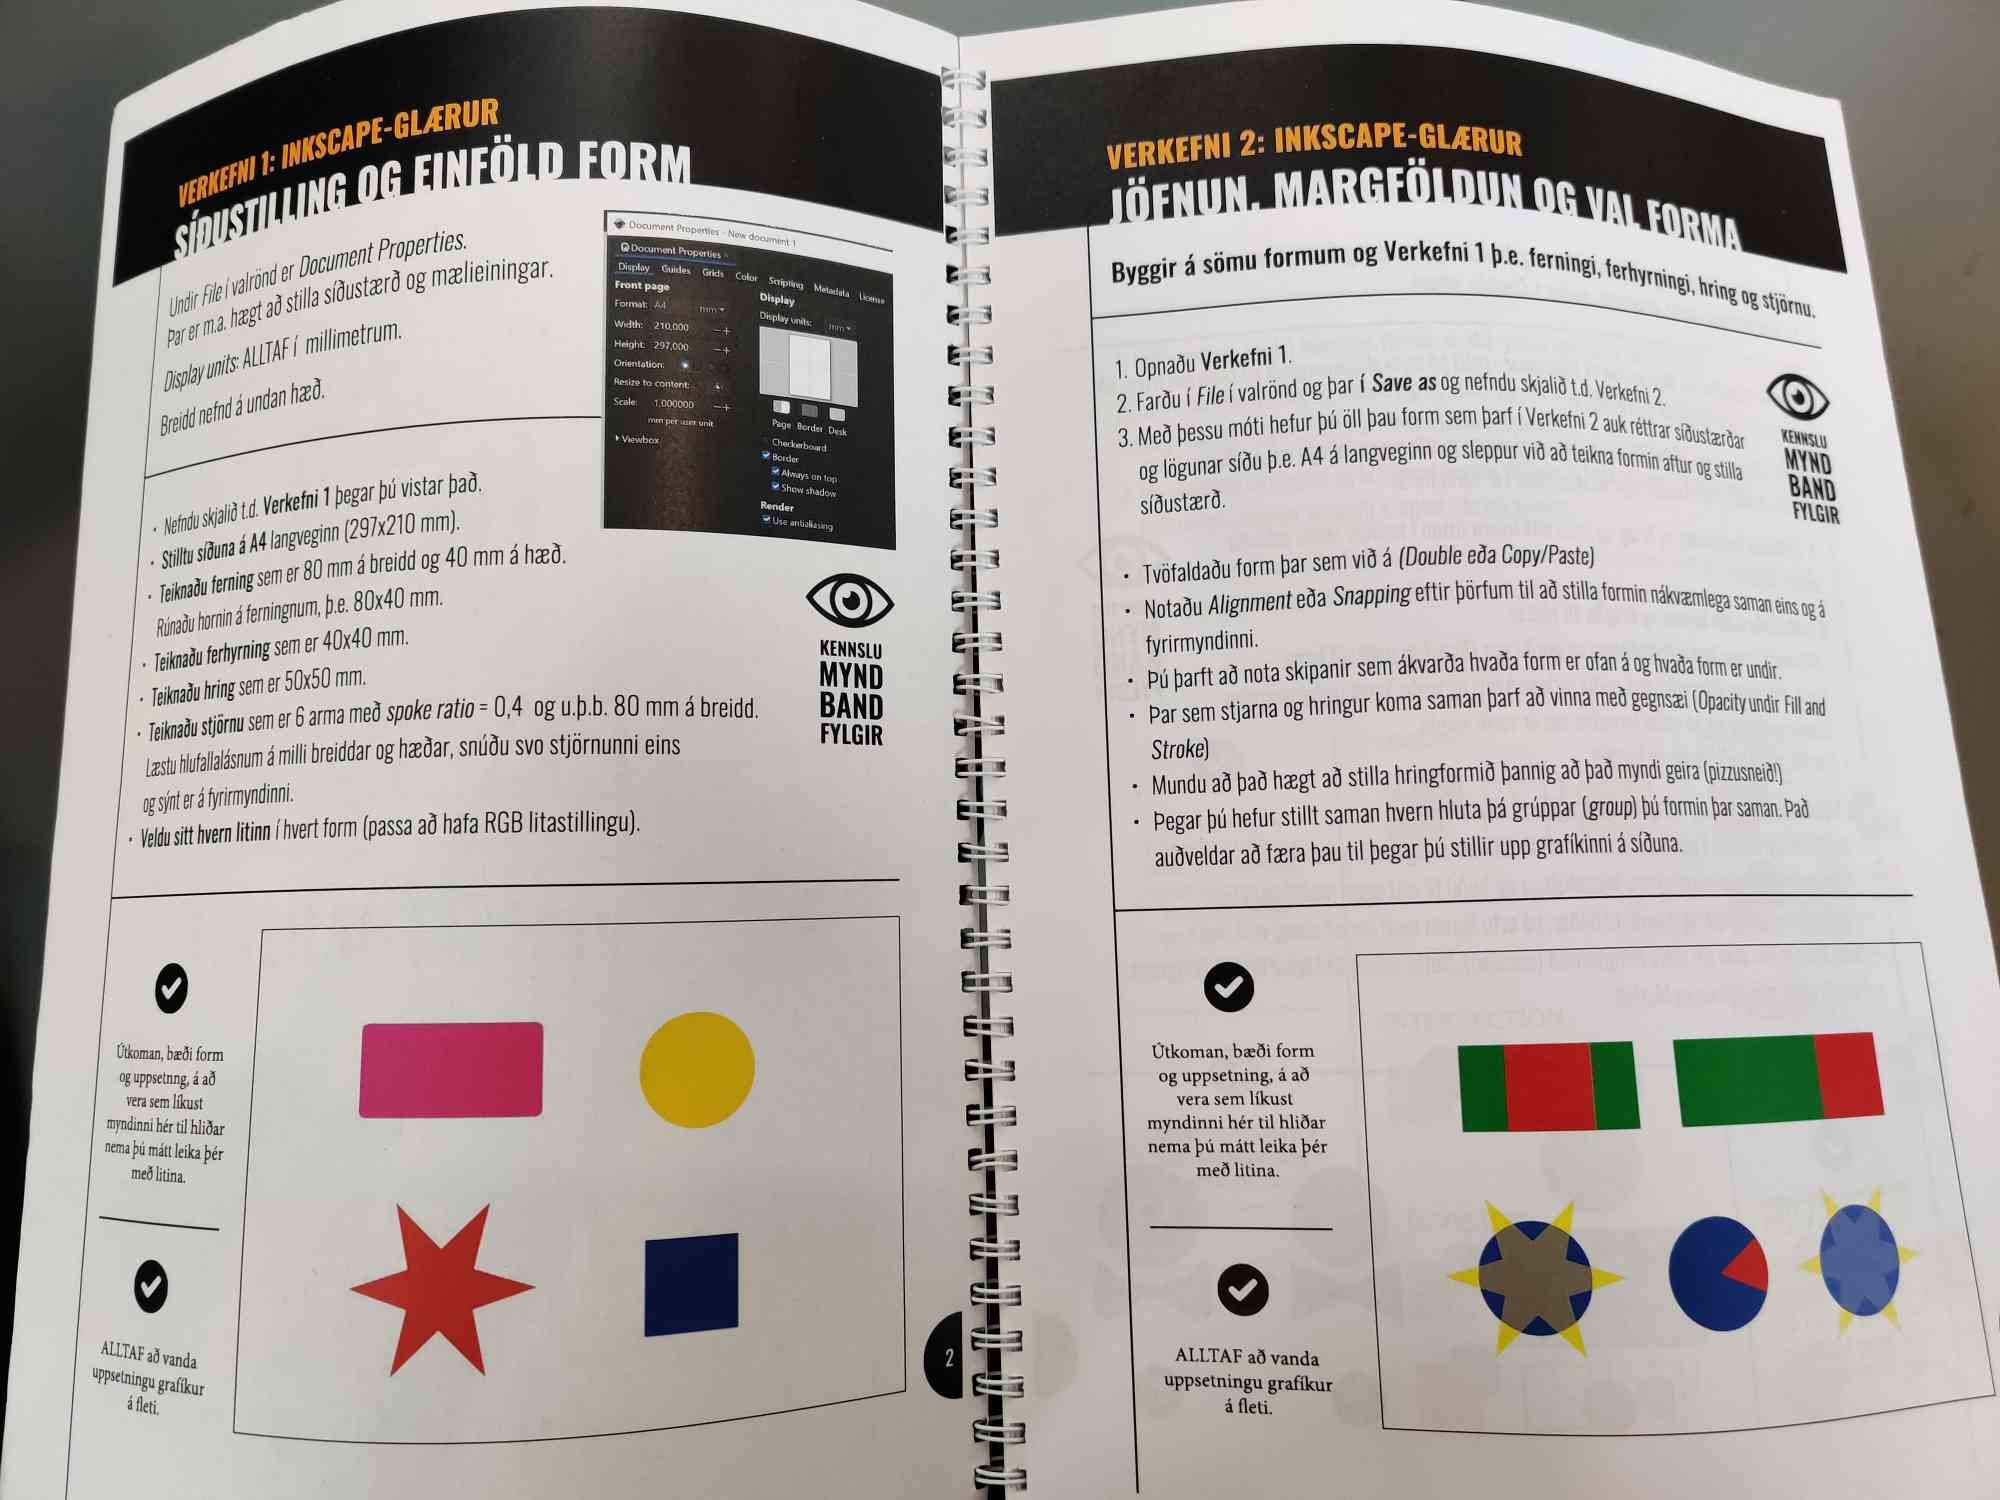 VERKEFNI 1: INKSCAPE-GLÆRUR
SÍÐUSTILLING OG EINFÖLD FORM
Undir File í valrönd er Document Properties.
Þar er m.a. hægt að stilla síðustærð og mælieiningar.
Display units: ALLTAF í millimetrum.
Breidd nefnd á undan hæð.
Document Properties - New document 1
Document Properties
Display Guides Grids Color Scripting Metadata License
Front page
Format: A4 mm
Width: 210,000 −+
Height: 297,000 −+
Orientation:
Resize to content:
Scale: 1,000000 −+
mm per user unit
Viewbox
Display
Display units: mm
Page Border Desk
Checkerboard
Border
Always on top
Show shadow
Render
Use antialiasing
• Nefndu skjalið t.d. Verkefni 1 þegar þú vistar það.
• Stilltu síðuna á A4 langveginn (297x210 mm).
• Teiknaðu ferning sem er 80 mm á breidd og 40 mm á hæð.
Rúnaðu hornin á ferningnum, þ.e. 80x40 mm.
• Teiknaðu ferhyrning sem er 40x40 mm.
• Teiknaðu hring sem er 50x50 mm.
• Teiknaðu stjörnu sem er 6 arma með spoke ratio = 0,4 og u.þ.b. 80 mm á breidd.
Læstu hlufallalásnum á milli breiddar og hæðar, snúðu svo stjörnunni eins
og sýnt er á fyrirmyndinni.
• Veldu sitt hvern litinn í hvert form (passa að hafa RGB litastillingu).
KENNSLU
MYND
BAND
FYLGIR
Útkoman, bæði form
og uppsetnng, á að
vera sem líkust
myndinni hér til hliðar
nema þú mátt leika þér
með litina.
ALLTAF að vanda
uppsetningu grafíkur
á fleti.
2
VERKEFNI 2: INKSCAPE-GLÆRUR
JÖFNUN, MARGFÖLDUN OG VAL FORMA
Byggir á sömu formum og Verkefni 1 þ.e. ferningi, ferhyrningi, hring og stjörnu.
1. Opnaðu Verkefni 1.
2. Farðu í File í valrönd og þar í Save as og nefndu skjalið t.d. Verkefni 2.
3. Með þessu móti hefur þú öll þau form sem þarf í Verkefni 2 auk réttrar síðustærðar
og lögunar síðu þ.e. A4 á langveginn og sleppur við að teikna formin aftur og stilla
síðustærð.
KENNSLU
MYND
BAND
FYLGIR
• Tvöfaldaðu form þar sem við á (Double eða Copy/Paste)
• Notaðu Alignment eða Snapping eftir þörfum til að stilla formin nákvæmlega saman eins og á
fyrirmyndinni.
• Þú þarft að nota skipanir sem ákvarða hvaða form er ofan á og hvaða form er undir.
• Þar sem stjarna og hringur koma saman þarf að vinna með gegnsæi (Opacity undir Fill and
Stroke)
• Mundu að það hægt að stilla hringformið þannig að það myndi geira (pizzusneið!)
• Þegar þú hefur stillt saman hvern hluta þá grúppar (group) þú formin þar saman. Það
auðveldar að færa þau til þegar þú stillir upp grafíkinni á síðuna.
Útkoman, bæði form
og uppsetning, á að
vera sem líkust
myndinni hér til hliðar
nema þú mátt leika þér
með litina.
ALLTAF að vanda
uppsetningu grafíkur
á fleti.